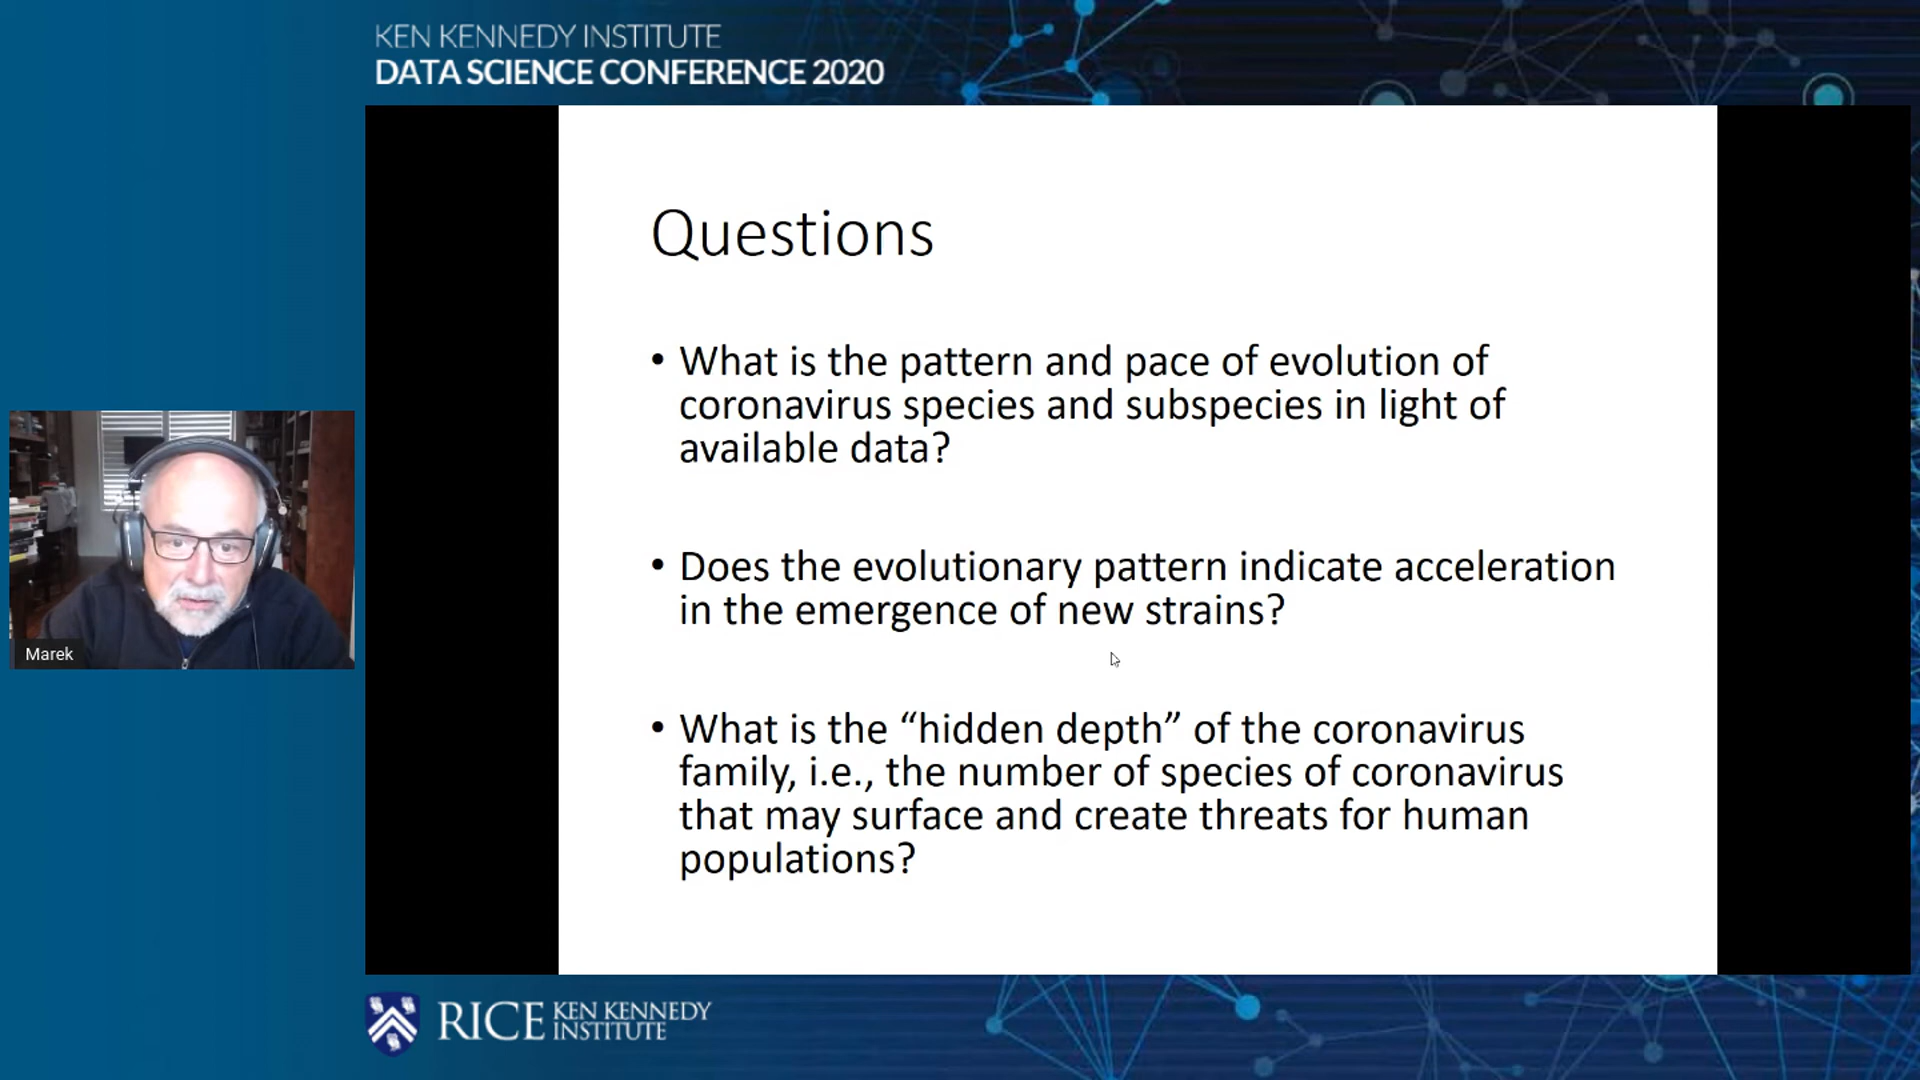 KEN KENNEDY INSTITUTE
DATA SCIENCE CONFERENCE 2020
Questions
• What is the pattern and pace of evolution of
coronavirus species and subspecies in light of
available data?
• Does the evolutionary pattern indicate acceleration
in the emergence of new strains?
• What is the “hidden depth” of the coronavirus
family, i.e., the number of species of coronavirus
that may surface and create threats for human
populations?
Marek
RICE KEN KENNEDY
INSTITUTE